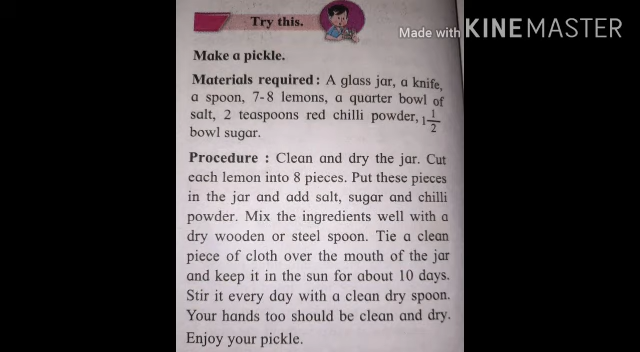 Try this.
Made with KINEMASTER
Make a pickle.
Materials required : A glass jar, a knife,
a spoon, 7-8 lemons, a quarter bowl of
salt, 2 teaspoons red chilli powder, 1 1/2
bowl sugar.
Procedure : Clean and dry the jar. Cut
each lemon into 8 pieces. Put these pieces
in the jar and add salt, sugar and chilli
powder. Mix the ingredients well with a
dry wooden or steel spoon. Tie a clean
piece of cloth over the mouth of the jar
and keep it in the sun for about 10 days.
Stir it every day with a clean dry spoon.
Your hands too should be clean and dry.
Enjoy your pickle.